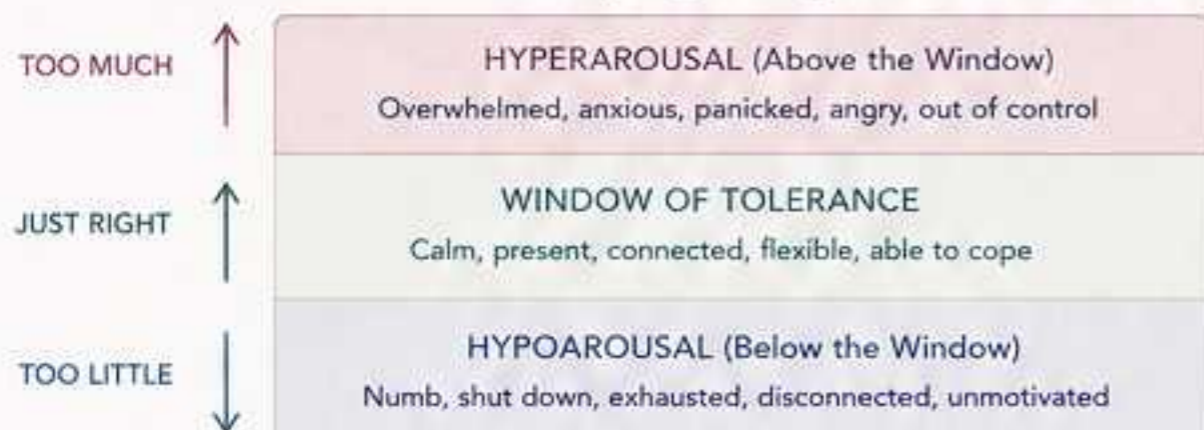 TOO MUCH
HYPERAROUSAL (Above the Window)
Overwhelmed, anxious, panicked, angry, out of control
JUST RIGHT
WINDOW OF TOLERANCE
Calm, present, connected, flexible, able to cope
TOO LITTLE
HYPOAROUSAL (Below the Window)
Numb, shut down, exhausted, disconnected, unmotivated